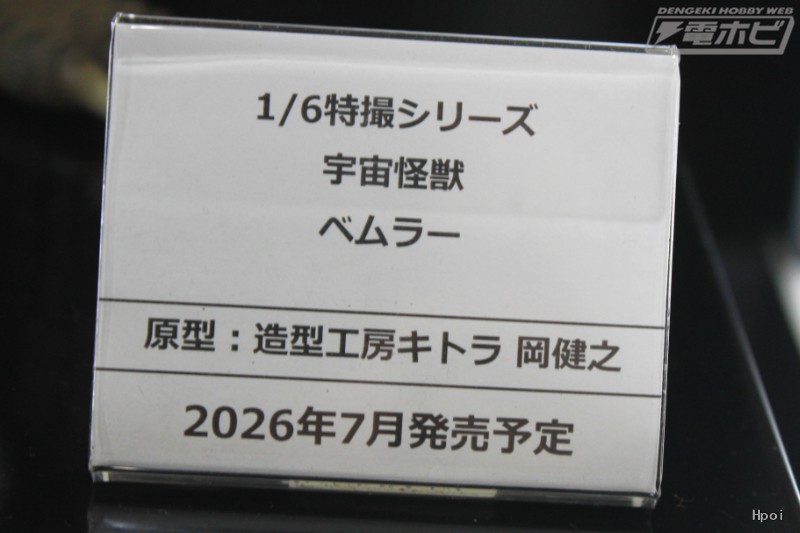 DENGEKI HOBBY WEB
電ホビ
1/6特撮シリーズ
宇宙怪獣
ベムラー
原型：造型工房キトラ 岡健之
2026年7月発売予定
Hpoi